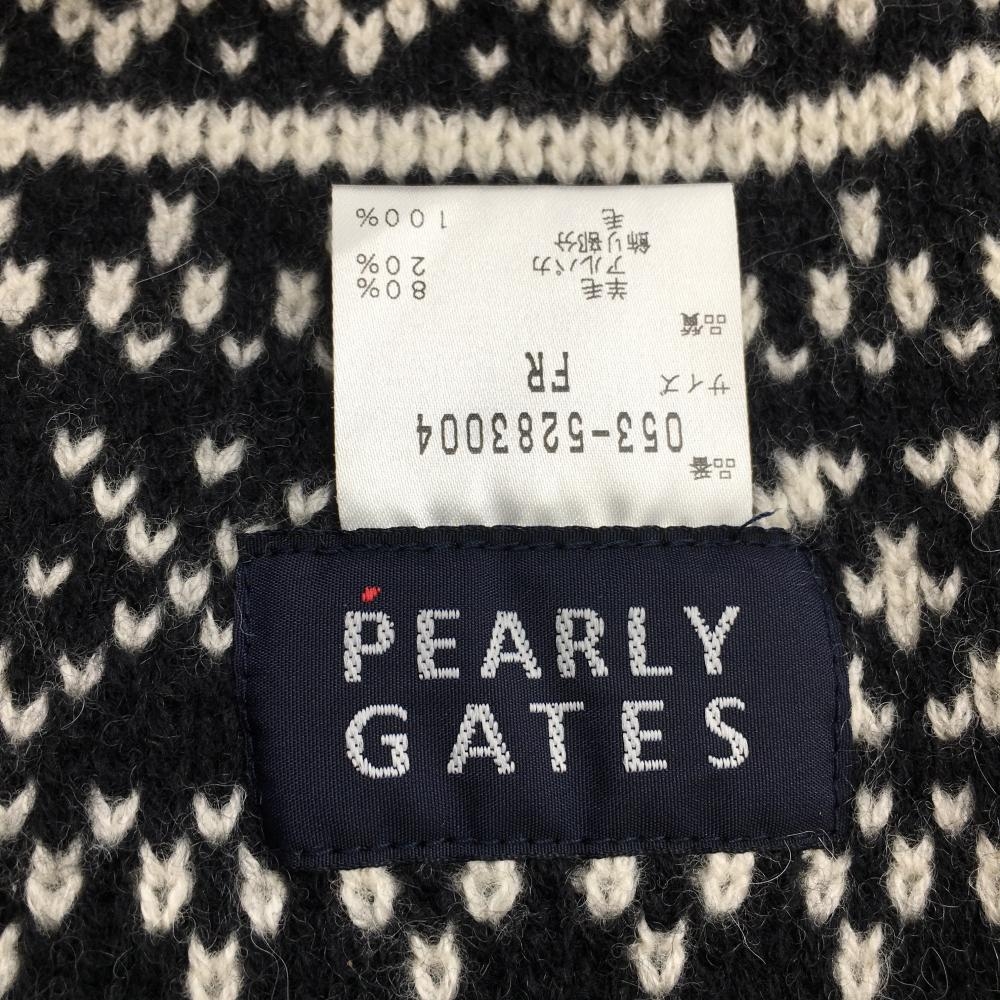 品番
053-5283004
サイズ
FR
品質
羊毛 80%
アルパカ 20%
飾り部分
毛 100%
PEARLY
GATES